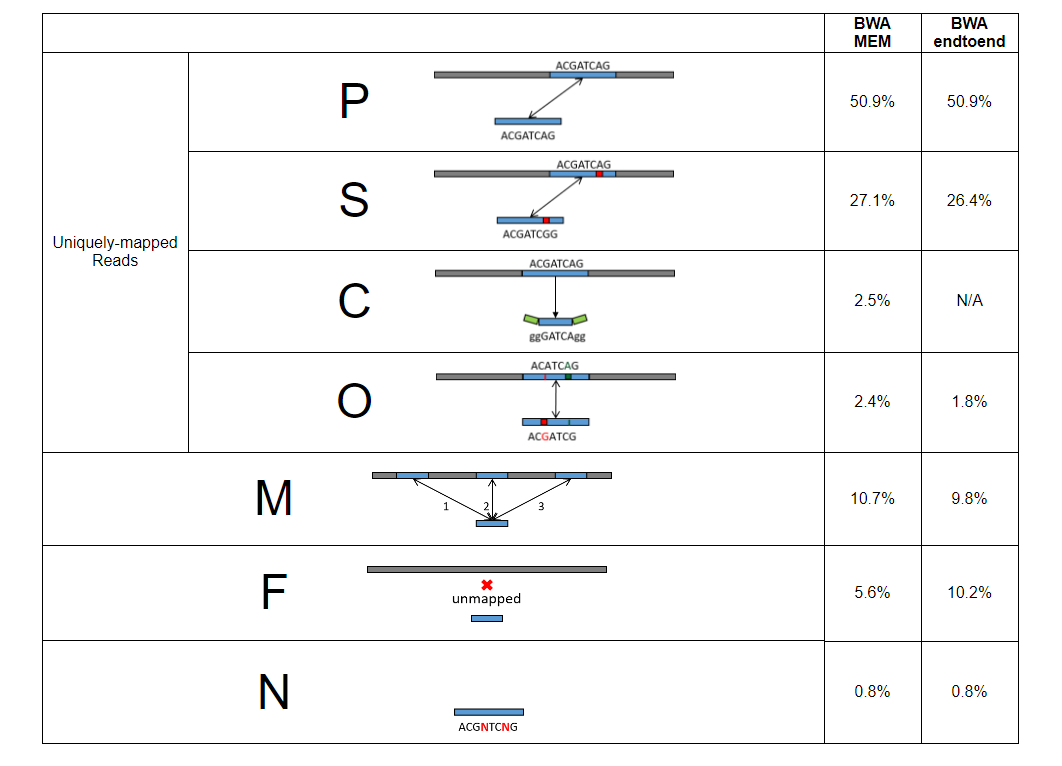 BWA
MEM
BWA
endtoend
Uniquely-mapped
Reads
P
ACGATCAG
ACGATCAG
50.9%
50.9%
S
ACGATCAG
ACGATCGG
27.1%
26.4%
C
ACGATCAG
ggGATCAgg
2.5%
N/A
O
ACATCAG
ACGATCG
2.4%
1.8%
M
1
2
3
10.7%
9.8%
F
unmapped
5.6%
10.2%
N
ACGNTCNG
0.8%
0.8%